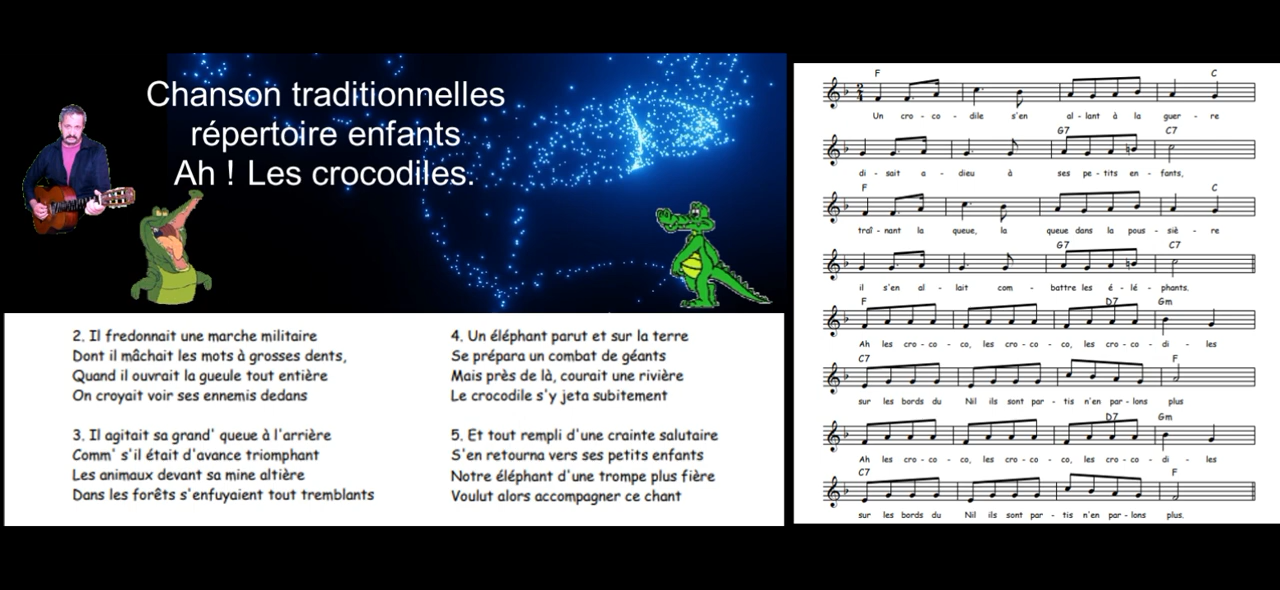 Chanson traditionnelles
répertoire enfants
Ah ! Les crocodiles.
2. Il fredonnait une marche militaire
Dont il mâchait les mots à grosses dents,
Quand il ouvrait la gueule tout entière
On croyait voir ses ennemis dedans
3. Il agitait sa grand' queue à l'arrière
Comm' s'il était d'avance triomphant
Les animaux devant sa mine altière
Dans les forêts s'enfuyaient tout tremblants
4. Un éléphant parut et sur la terre
Se prépara un combat de géants
Mais près de là, courait une rivière
Le crocodile s'y jeta subitement
5. Et tout rempli d'une crainte salutaire
S'en retourna vers ses petits enfants
Notre éléphant d'une trompe plus fière
Voulut alors accompagner ce chant
F C
2 4
Un cro - co - dile s'en al - lant à la guer - re
G7 C7
di - sait a - dieu à ses pe - tits en - fants,
F C
traî - nant la queue, la queue dans la pous - siè - re
G7 C7
il s'en al - lait com - battre les é - lé - phants.
F D7 Gm
Ah les cro - co - co, les cro - co - co, les cro - co - di - les
C7 F
sur les bords du Nil ils sont par - tis n'en par - lons plus
D7 Gm
Ah les cro - co - co, les cro - co - co, les cro - co - di - les
C7 F
sur les bords du Nil ils sont par - tis n'en par - lons plus.